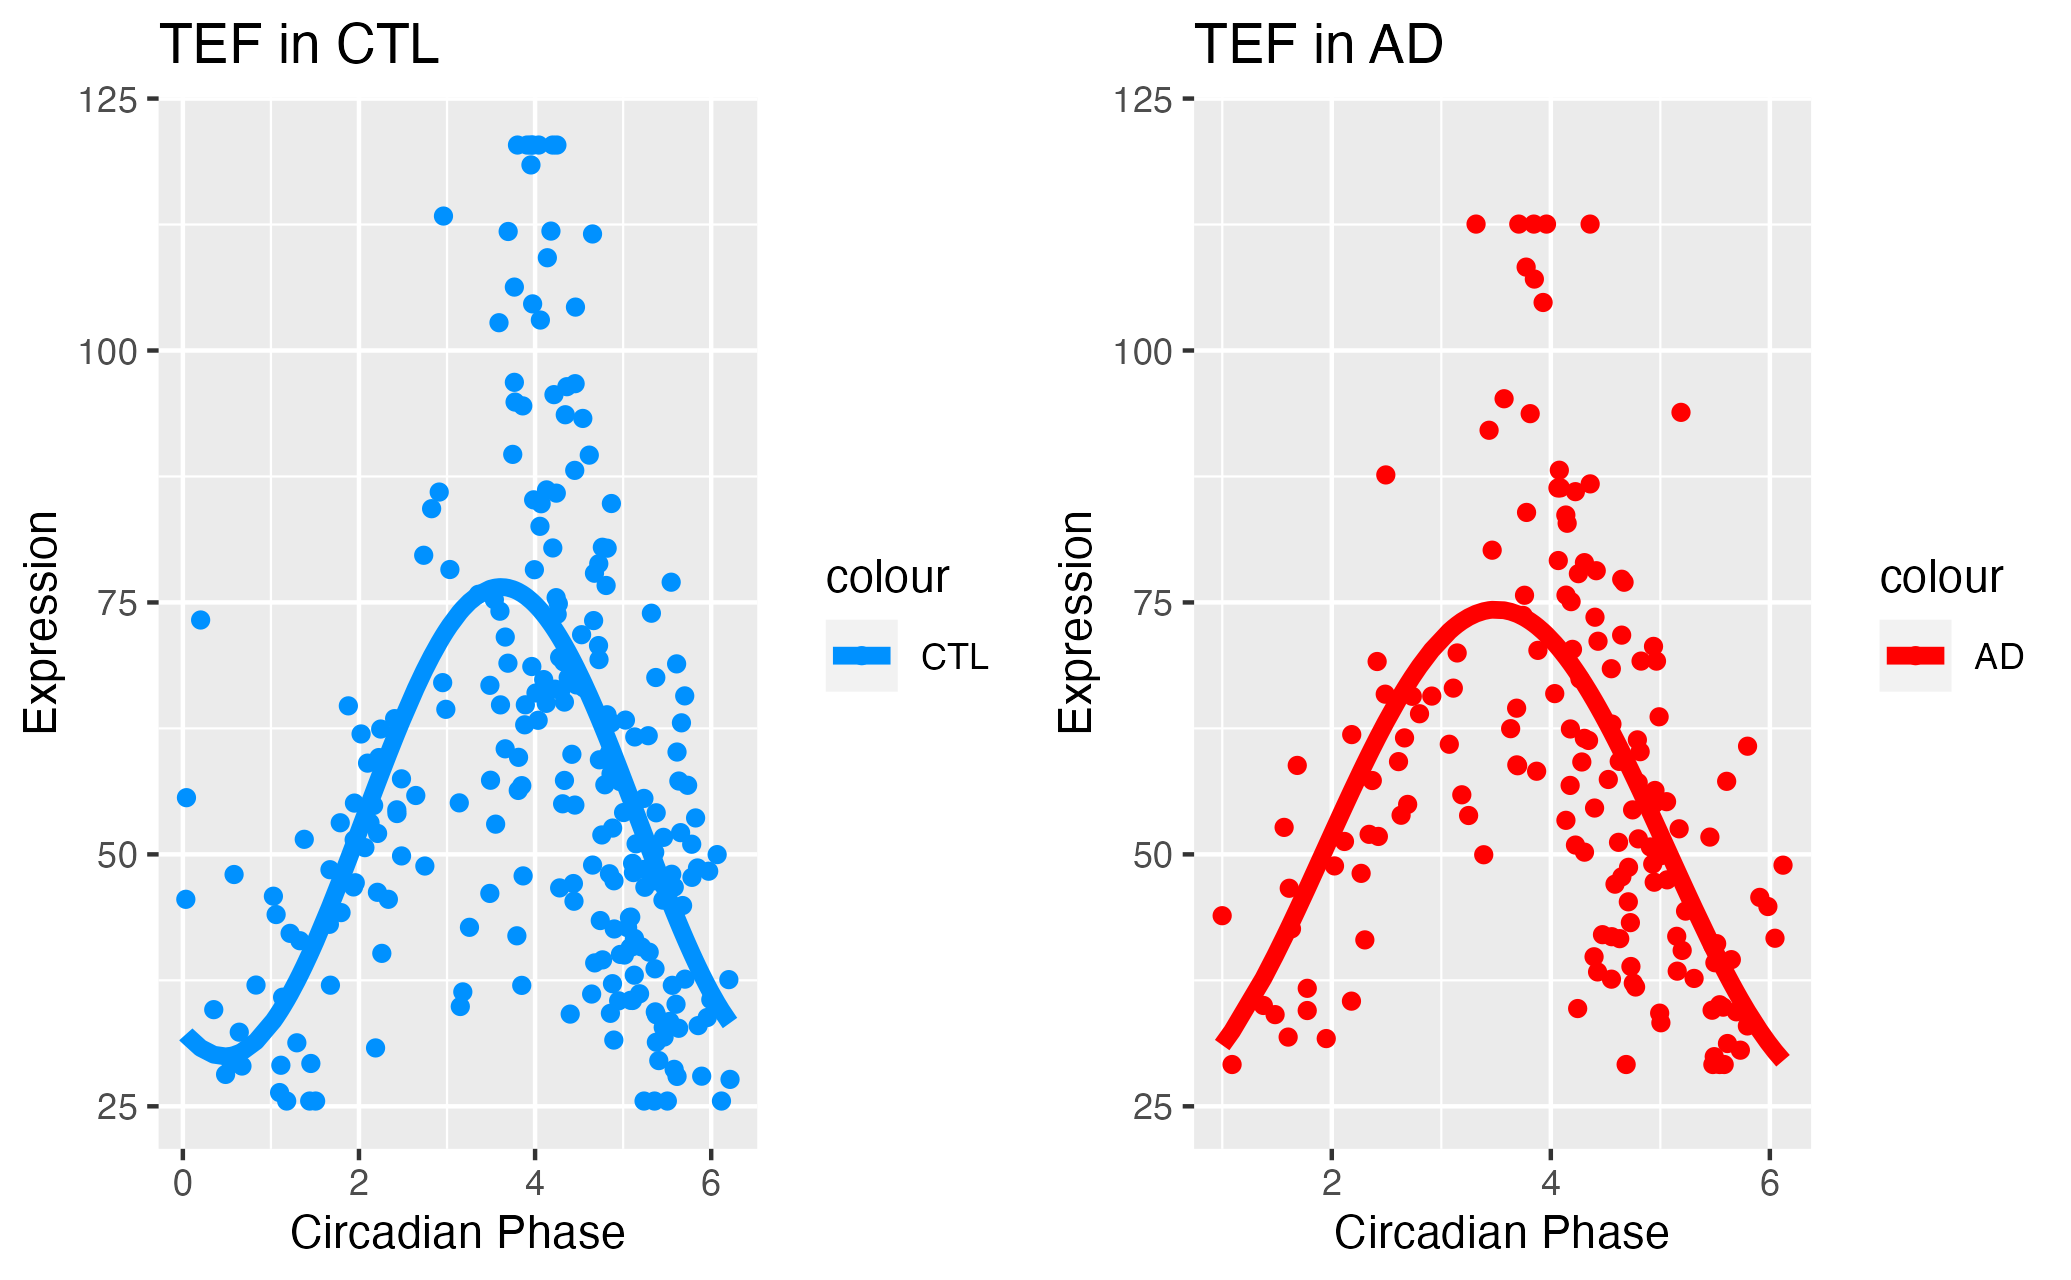 TEF in CTL
125
100
75
50
25
Expression
0 2 4 6
Circadian Phase
colour
CTL
TEF in AD
125
100
75
50
25
Expression
2 4 6
Circadian Phase
colour
AD